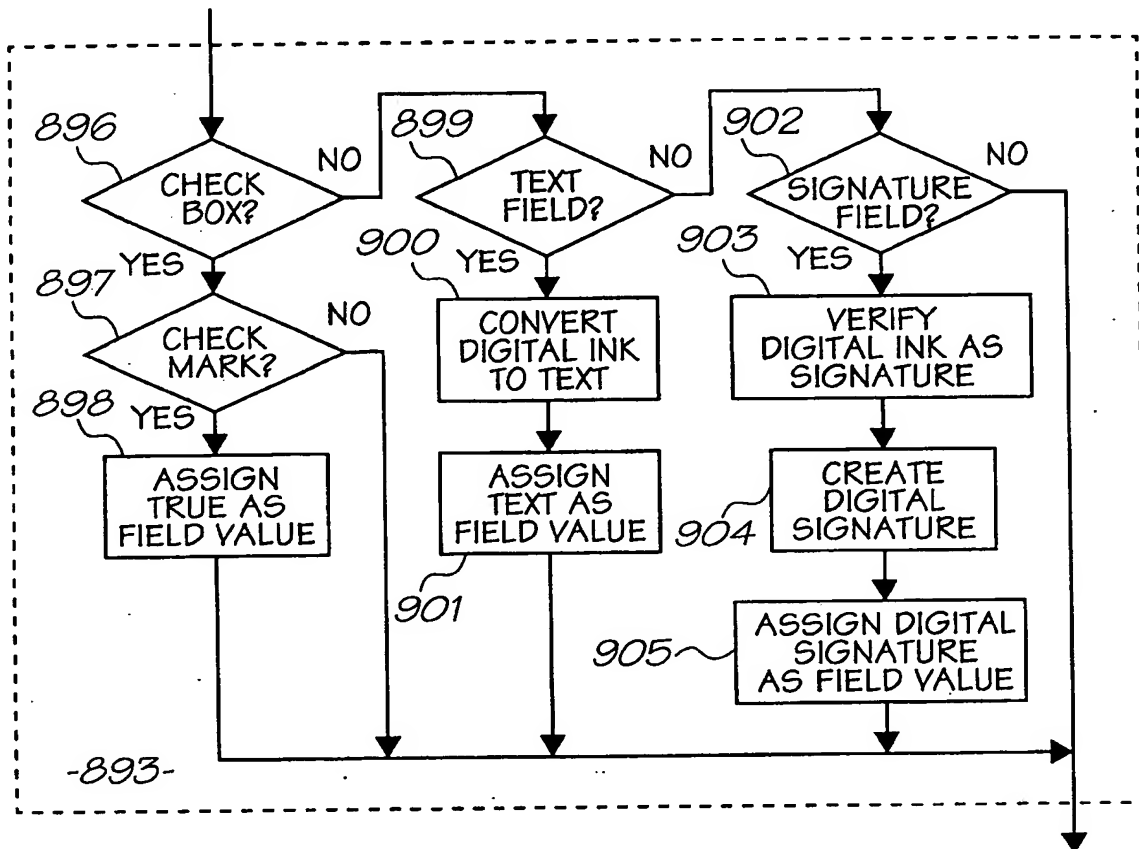 896
CHECK
BOX?
NO
YES
897
CHECK
MARK?
NO
YES
898
ASSIGN
TRUE AS
FIELD VALUE
899
TEXT
FIELD?
NO
YES
900
CONVERT
DIGITAL INK
TO TEXT
ASSIGN
TEXT AS
FIELD VALUE
901
902
SIGNATURE
FIELD?
NO
YES
903
VERIFY
DIGITAL INK AS
SIGNATURE
CREATE
DIGITAL
SIGNATURE
904
ASSIGN DIGITAL
SIGNATURE
AS FIELD VALUE
905
-893-